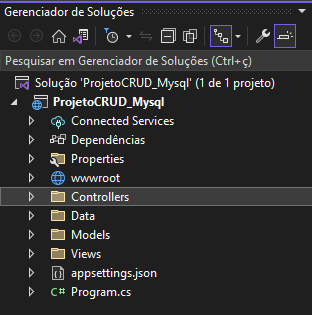 Gerenciador de Soluções
Pesquisar em Gerenciador de Soluções (Ctrl+ç)
Solução 'ProjetoCRUD_Mysql' (1 de 1 projeto)
ProjetoCRUD_Mysql
Connected Services
Dependências
Properties
wwwroot
Controllers
Data
Models
Views
appsettings.json
C# Program.cs